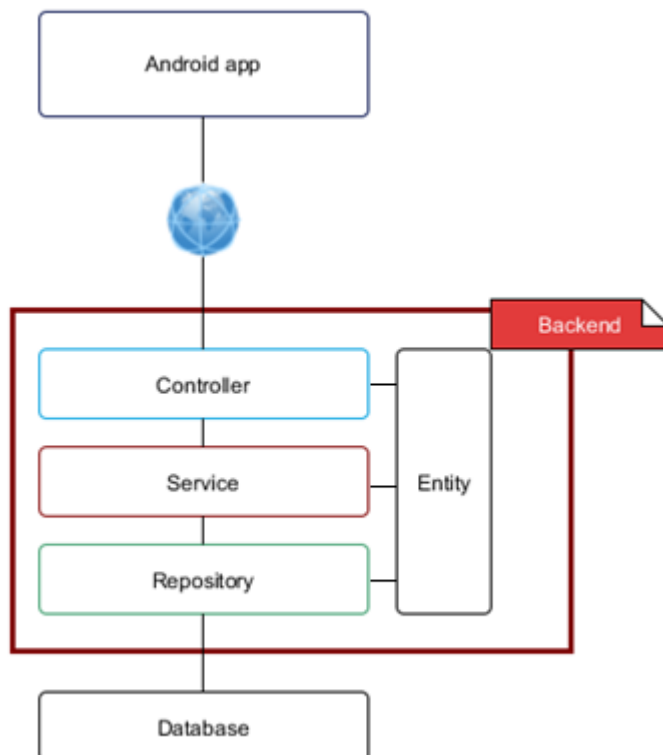 Android app
Backend
Controller
Service
Entity
Repository
Database